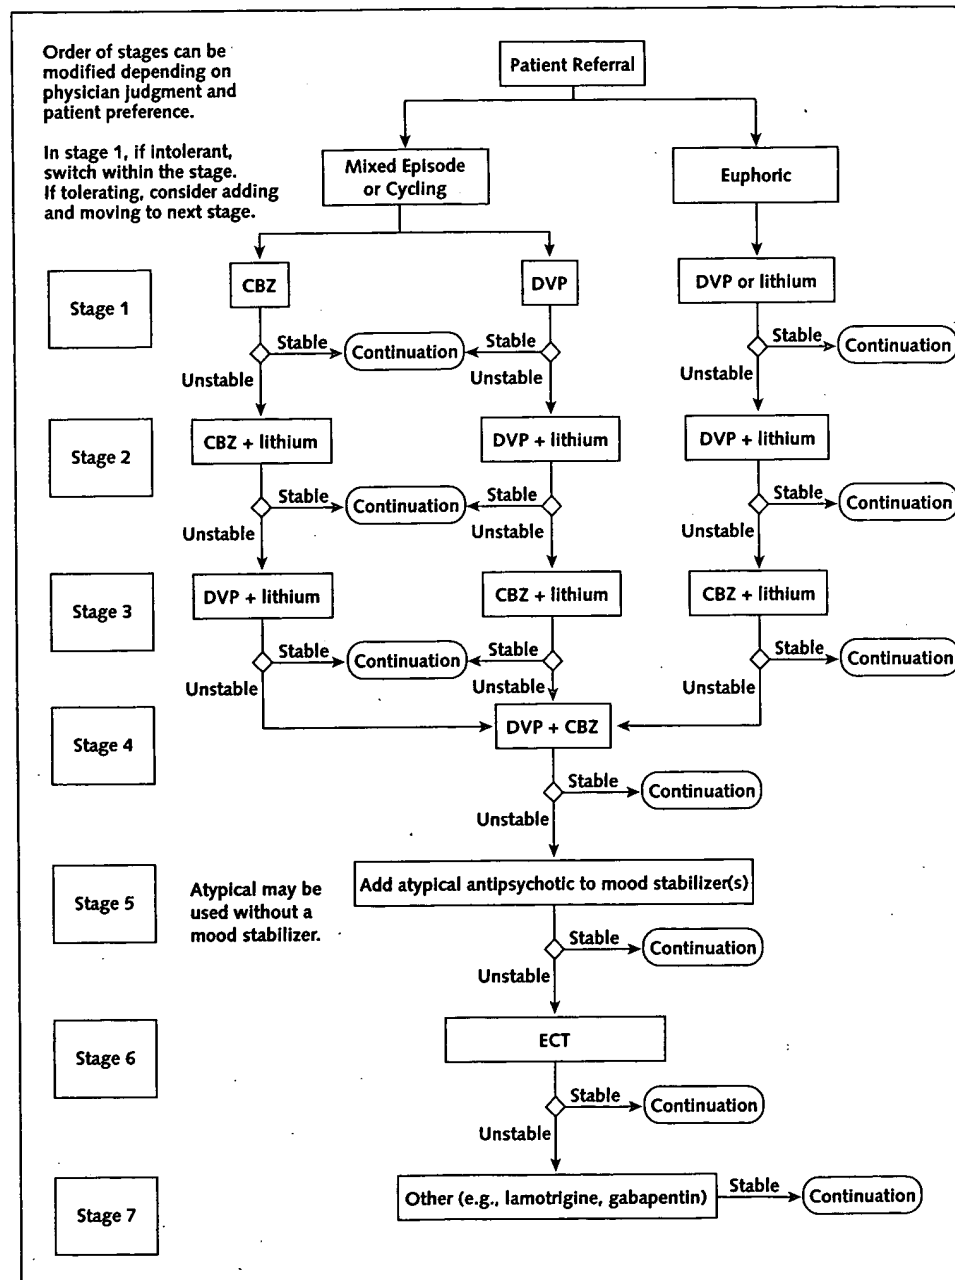 Order of stages can be
modified depending on
physician judgment and
patient preference.
In stage 1, if intolerant,
switch within the stage.
If tolerating, consider adding
and moving to next stage.
Patient Referral
Mixed Episode
or Cycling
Euphoric
Stage 1
CBZ
DVP
DVP or lithium
Stable
Continuation
Stable
Stable
Continuation
Unstable
Unstable
Unstable
Stage 2
CBZ + lithium
DVP + lithium
DVP + lithium
Stable
Continuation
Stable
Stable
Continuation
Unstable
Unstable
Unstable
Stage 3
DVP + lithium
CBZ + lithium
CBZ + lithium
Stable
Continuation
Stable
Stable
Continuation
Unstable
Unstable
Unstable
Stage 4
DVP + CBZ
Stable
Continuation
Unstable
Stage 5
Atypical may be
used without a
mood stabilizer.
Add atypical antipsychotic to mood stabilizer(s)
Stable
Continuation
Unstable
Stage 6
ECT
Stable
Continuation
Unstable
Stage 7
Other (e.g., lamotrigine, gabapentin)
Stable
Continuation